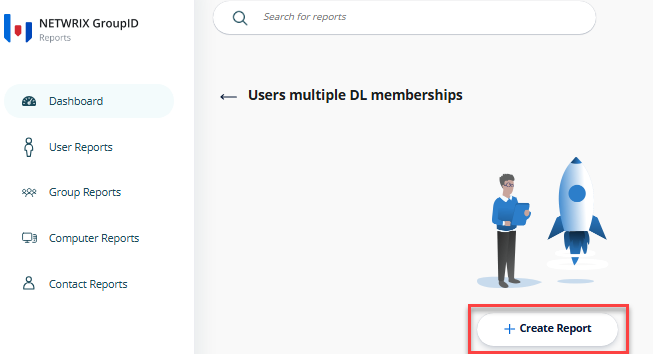 NETWRIX GroupID
Reports
Search for reports
Dashboard
User Reports
Group Reports
Computer Reports
Contact Reports
← Users multiple DL memberships
+ Create Report